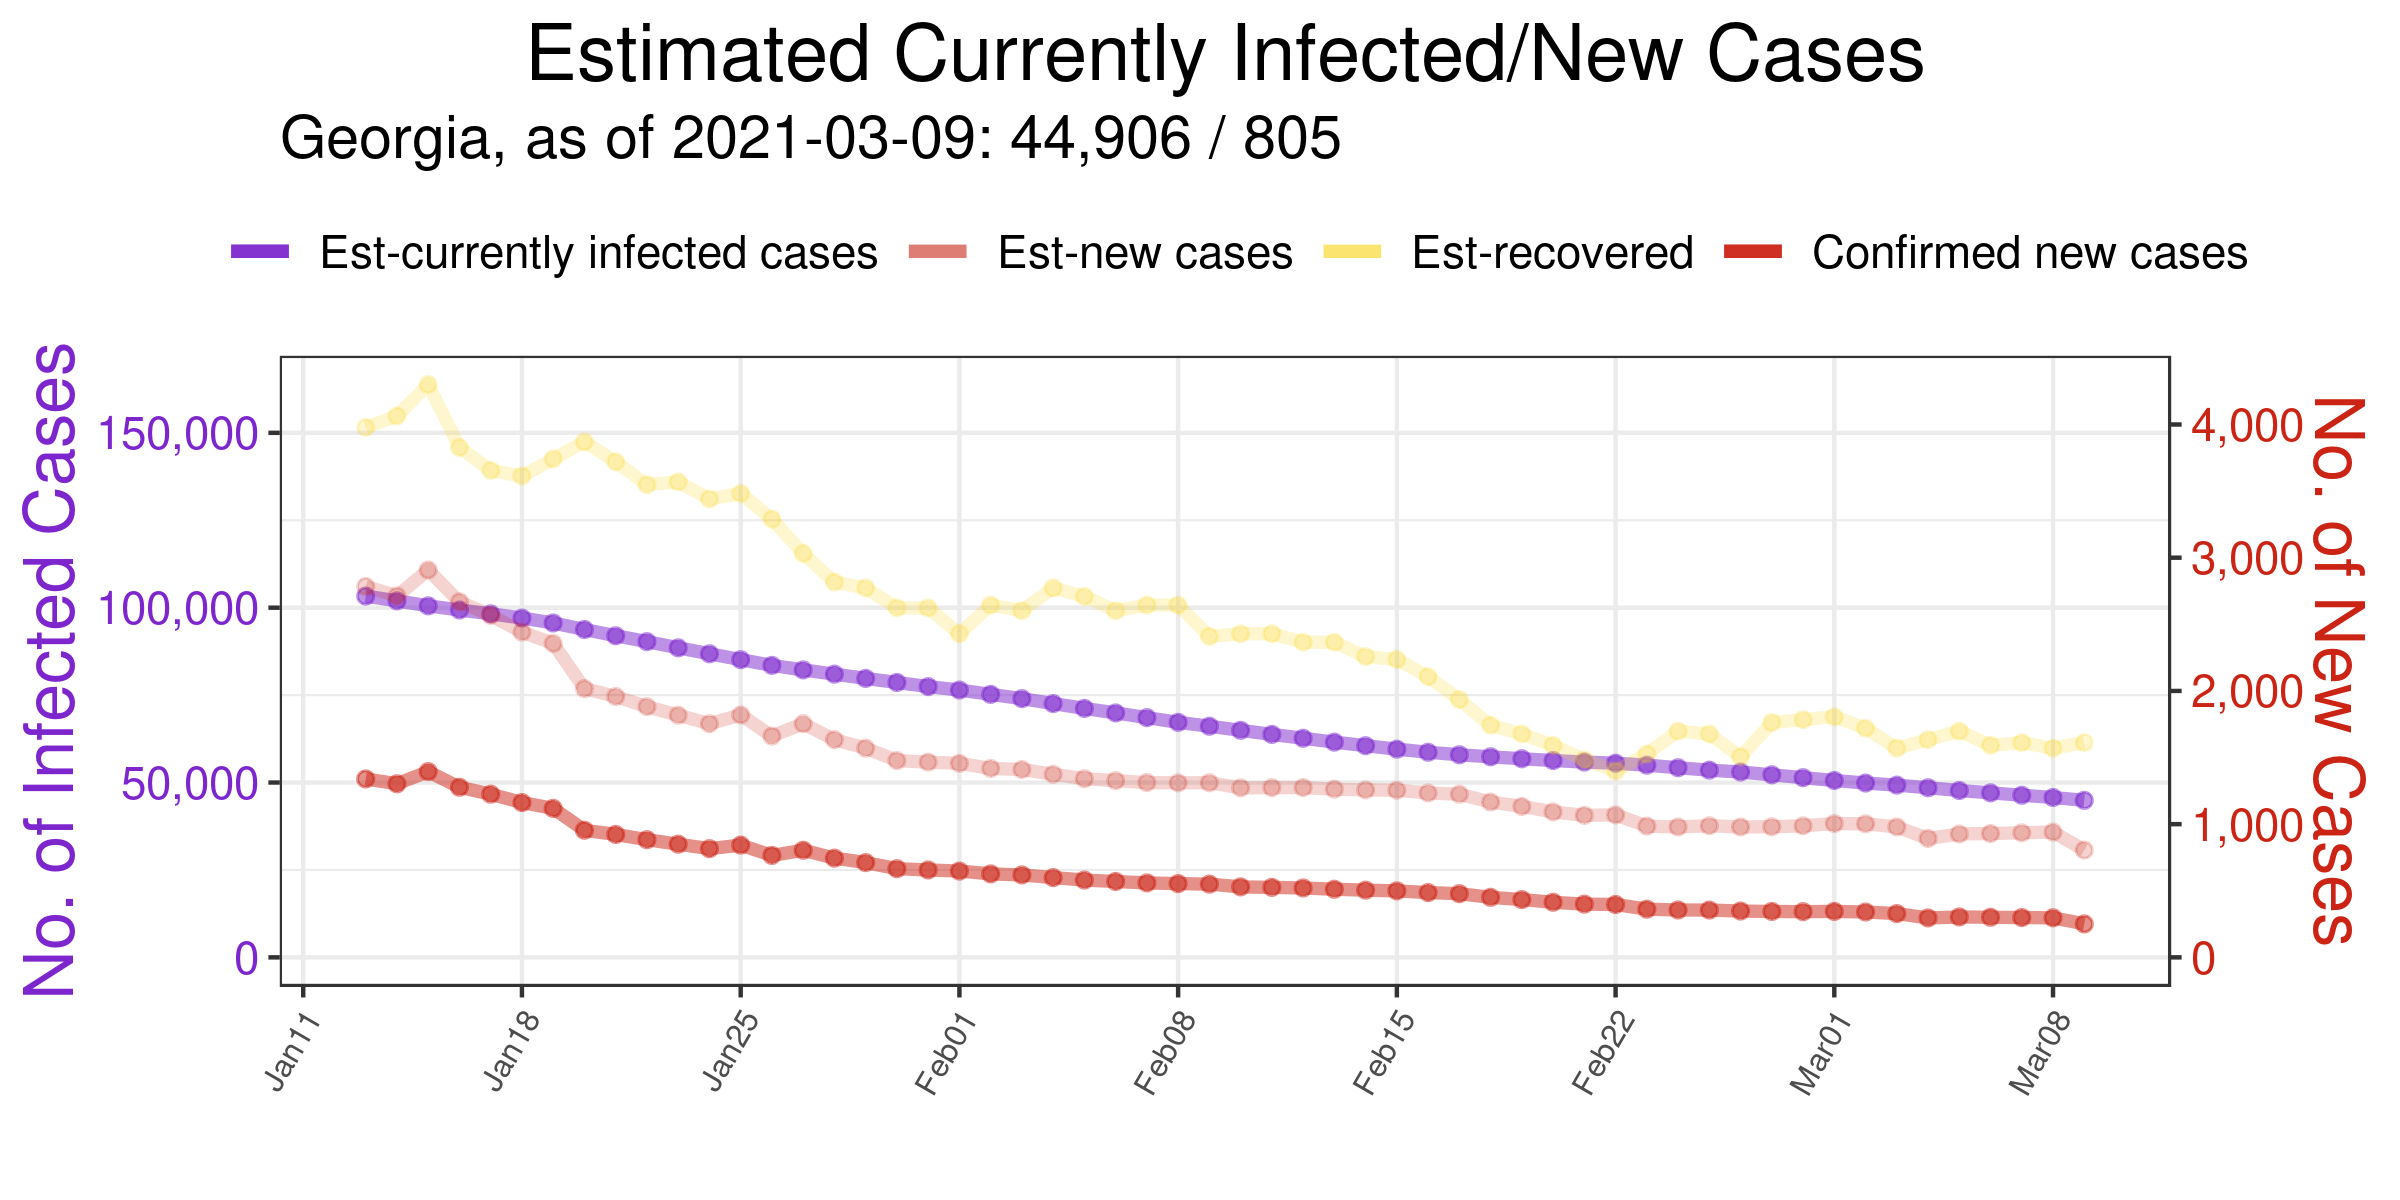 Estimated Currently Infected/New Cases
Georgia, as of 2021-03-09: 44,906 / 805
Est-currently infected cases Est-new cases Est-recovered Confirmed new cases
No. of Infected Cases
150,000
100,000
50,000
0
4,000
3,000
2,000
1,000
0
No. of New Cases
Jan11 Jan18 Jan25 Feb01 Feb08 Feb15 Feb22 Mar01 Mar08